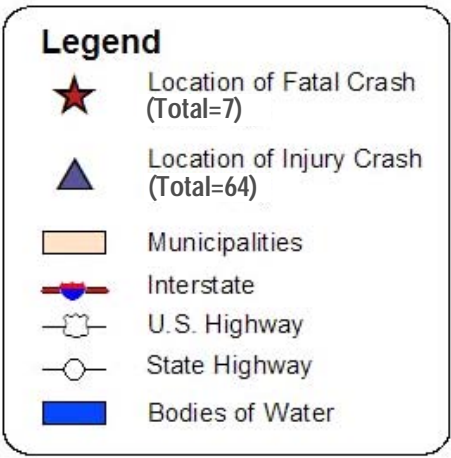 Legend
Location of Fatal Crash
(Total=7)
Location of Injury Crash
(Total=64)
Municipalities
Interstate
U.S. Highway
State Highway
Bodies of Water